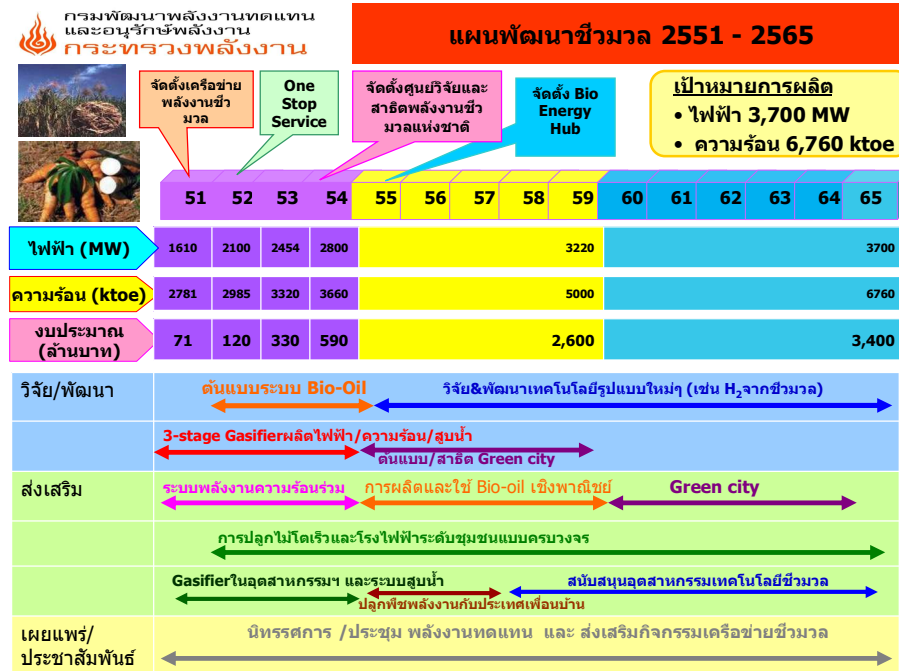 กรมพัฒนาพลังงานทดแทน
และอนุรักษ์พลังงาน
กระทรวงพลังงาน
แผนพัฒนาชีวมวล 2551 - 2565
จัดตั้งเครือข่าย
พลังงานชีว
มวล
One
Stop
Service
จัดตั้งศูนย์วิจัยและ
สาธิตพลังงานชีว
มวลแห่งชาติ
จัดตั้ง Bio
Energy
Hub
เป้าหมายการผลิต
• ไฟฟ้า 3,700 MW
• ความร้อน 6,760 ktoe
51 52 53 54 55 56 57 58 59 60 61 62 63 64 65
ไฟฟ้า (MW) 1610 2100 2454 2800 3220 3700
ความร้อน (ktoe) 2781 2985 3320 3660 5000 6760
งบประมาณ
(ล้านบาท) 71 120 330 590 2,600 3,400
วิจัย/พัฒนา
ต้นแบบระบบ Bio-Oil
วิจัย&พัฒนาเทคโนโลยีรูปแบบใหม่ๆ (เช่น H2จากชีวมวล)
3-stage Gasifierผลิตไฟฟ้า/ความร้อน/สูบน้ำ
ต้นแบบ/สาธิต Green city
ส่งเสริม
ระบบพลังงานความร้อนร่วม
การผลิตและใช้ Bio-oil เชิงพาณิชย์
Green city
การปลูกไม้โตเร็วและโรงไฟฟ้าระดับชุมชนแบบครบวงจร
Gasifierในอุตสาหกรรมฯ และระบบสูบน้ำ
สนับสนุนอุตสาหกรรมเทคโนโลยีชีวมวล
ปลูกพืชพลังงานกับประเทศเพื่อนบ้าน
เผยแพร่/
ประชาสัมพันธ์
นิทรรศการ /ประชุม พลังงานทดแทน และ ส่งเสริมกิจกรรมเครือข่ายชีวมวล